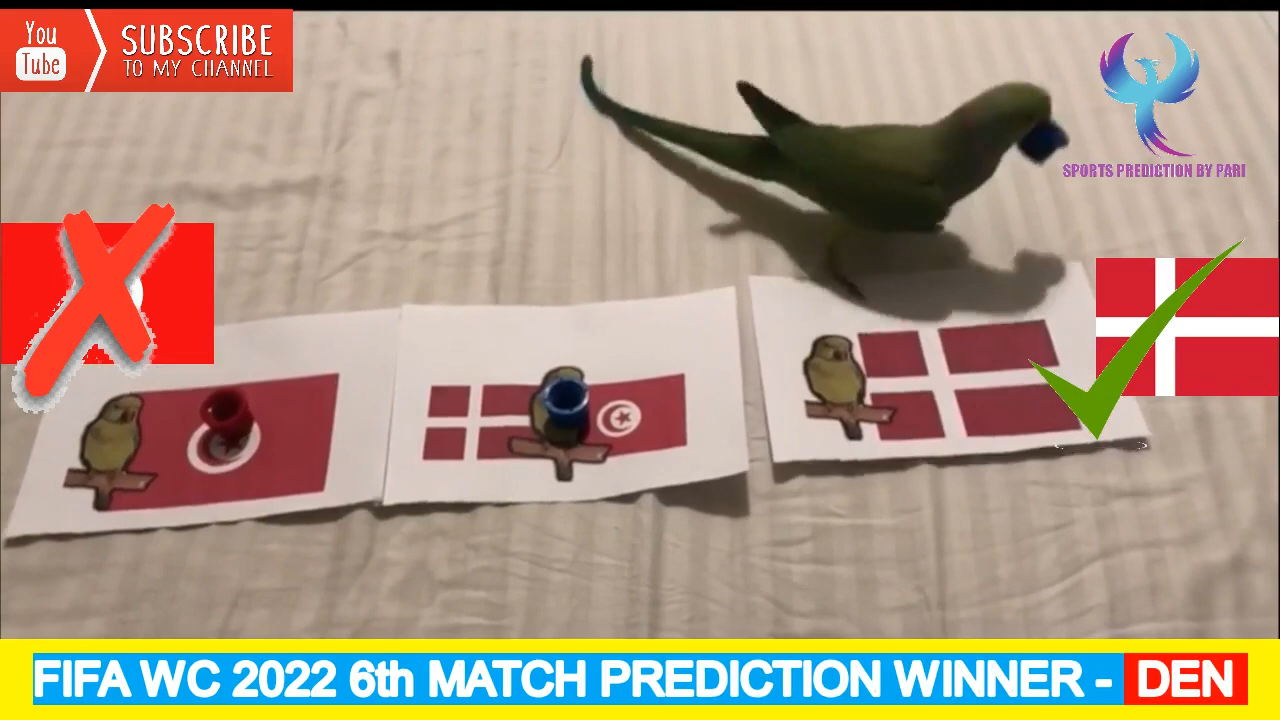 You
Tube
SUBSCRIBE
TO MY CHANNEL
SPORTS PREDICTION BY PARI
FIFA WC 2022 6th MATCH PREDICTION WINNER - DEN